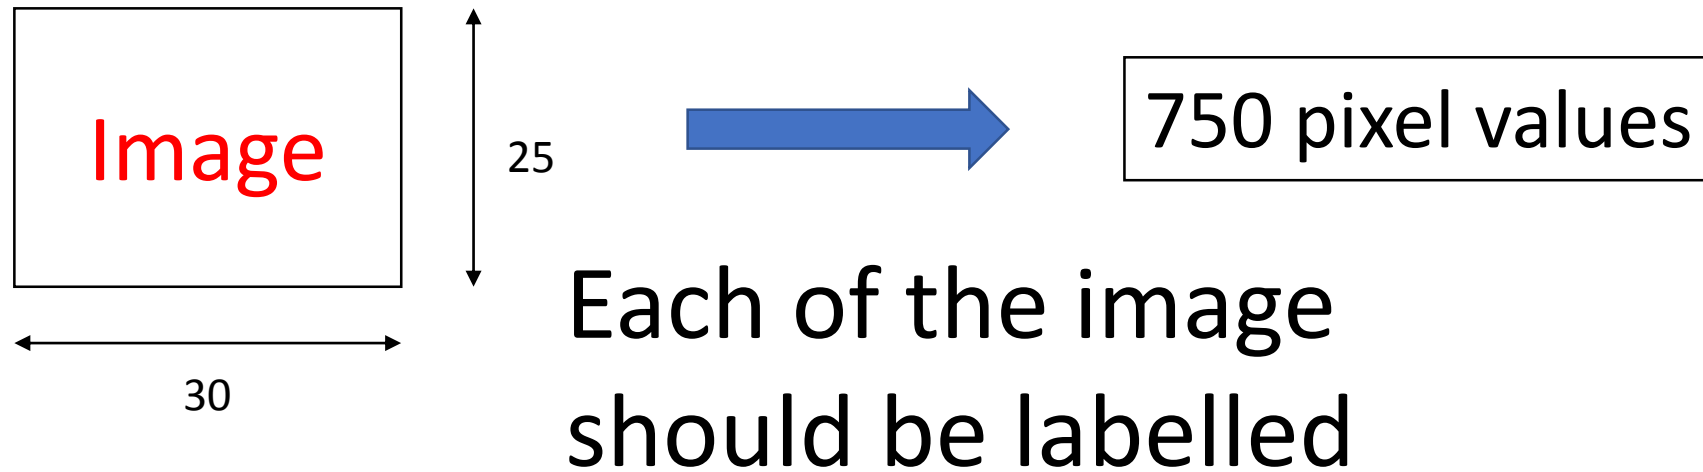 Image
25
30
750 pixel values
Each of the image
should be labelled